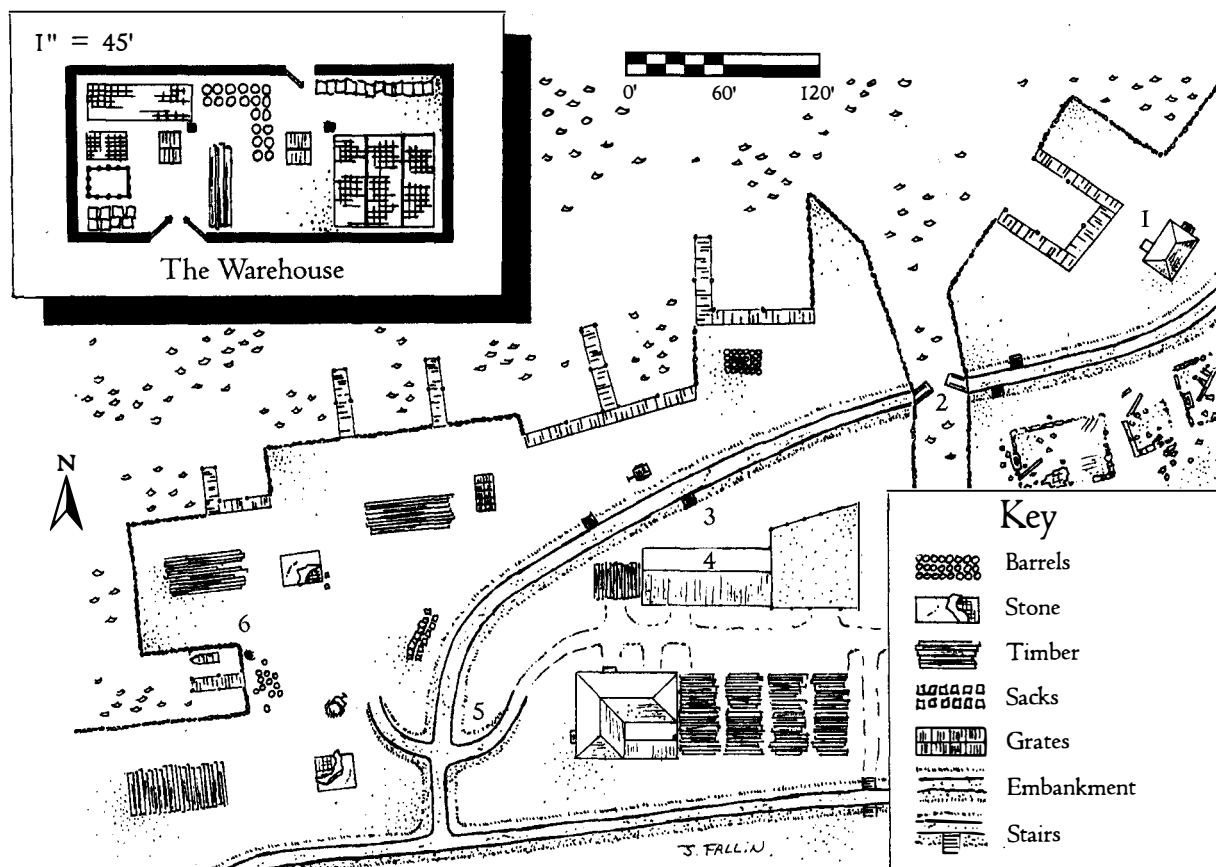 1" = 45'
The Warehouse
0' 60' 120'
1
2
N
3
4
6
5
Key
Barrels
Stone
Timber
Sacks
Grates
Embankment
Stairs
J. FALLIN